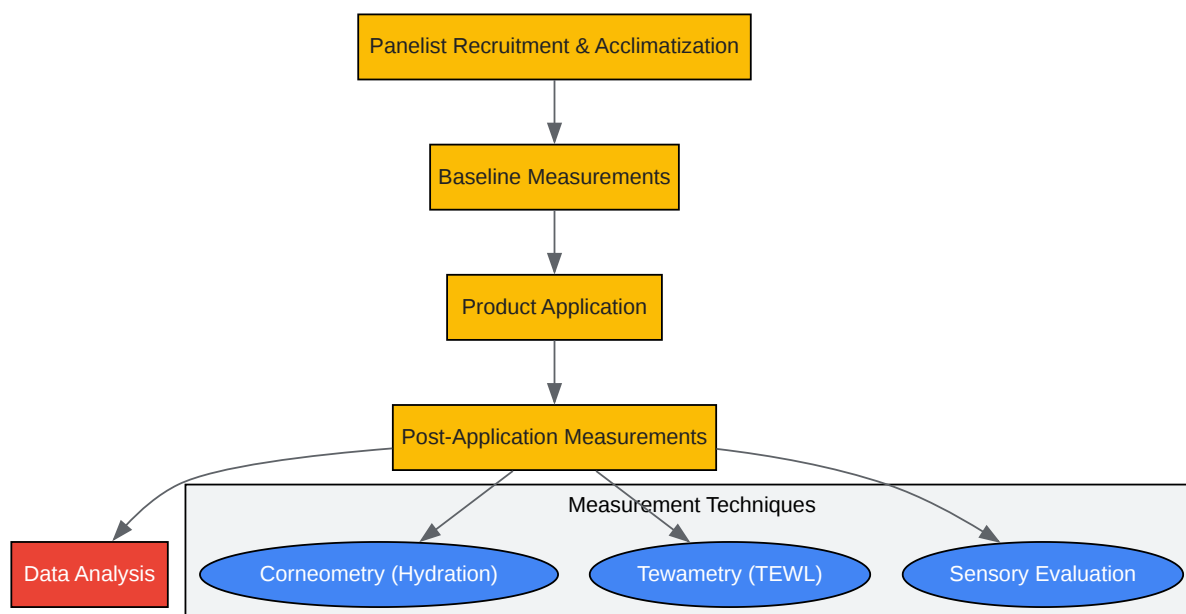 Panelist Recruitment & Acclimatization
Baseline Measurements
Product Application
Post-Application Measurements
Measurement Techniques
Data Analysis
Corneometry (Hydration)
Tewametry (TEWL)
Sensory Evaluation